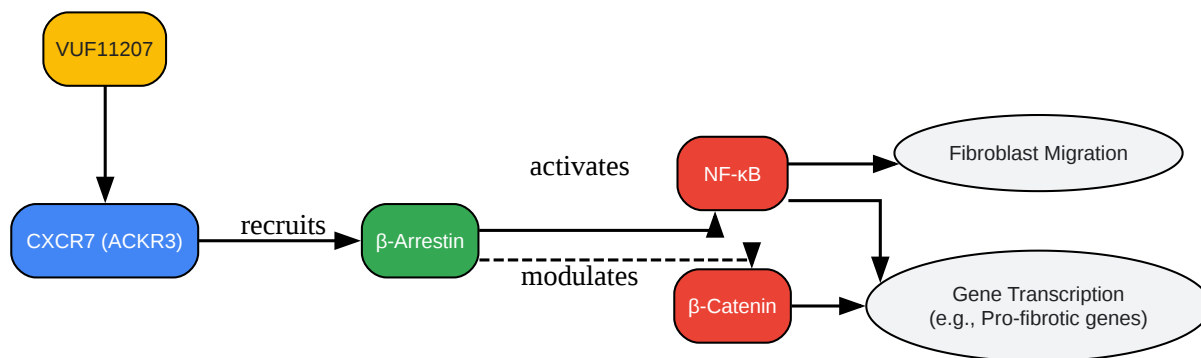 VUF11207
activates
NF-κB
Fibroblast Migration
CXCR7 (ACKR3)
recruits
β-Arrestin
modulates
β-Catenin
Gene Transcription
(e.g., Pro-fibrotic genes)